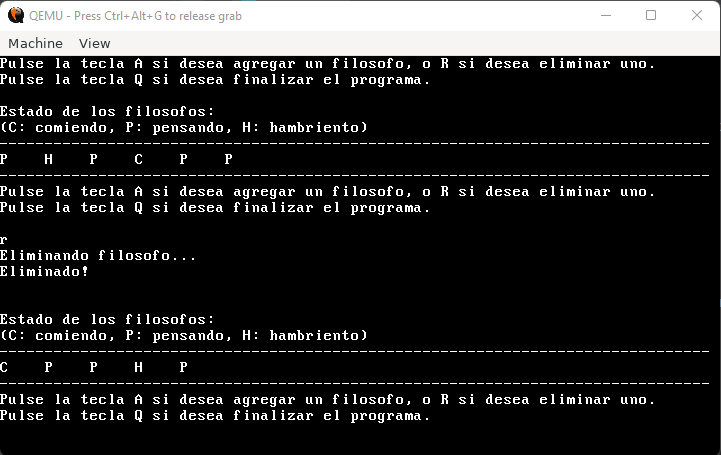 QEMU - Press Ctrl+Alt+G to release grab
Machine View
Pulse la tecla A si desea agregar un filosofo, o R si desea eliminar uno.
Pulse la tecla Q si desea finalizar el programa.
Estado de los filosofos:
(C: comiendo, P: pensando, H: hambriento)
--------------------------------------------------------------------------------
P H P C P P
--------------------------------------------------------------------------------
Pulse la tecla A si desea agregar un filosofo, o R si desea eliminar uno.
Pulse la tecla Q si desea finalizar el programa.
r
Eliminando filosofo...
Eliminado!
Estado de los filosofos:
(C: comiendo, P: pensando, H: hambriento)
--------------------------------------------------------------------------------
C P P H P
--------------------------------------------------------------------------------
Pulse la tecla A si desea agregar un filosofo, o R si desea eliminar uno.
Pulse la tecla Q si desea finalizar el programa.